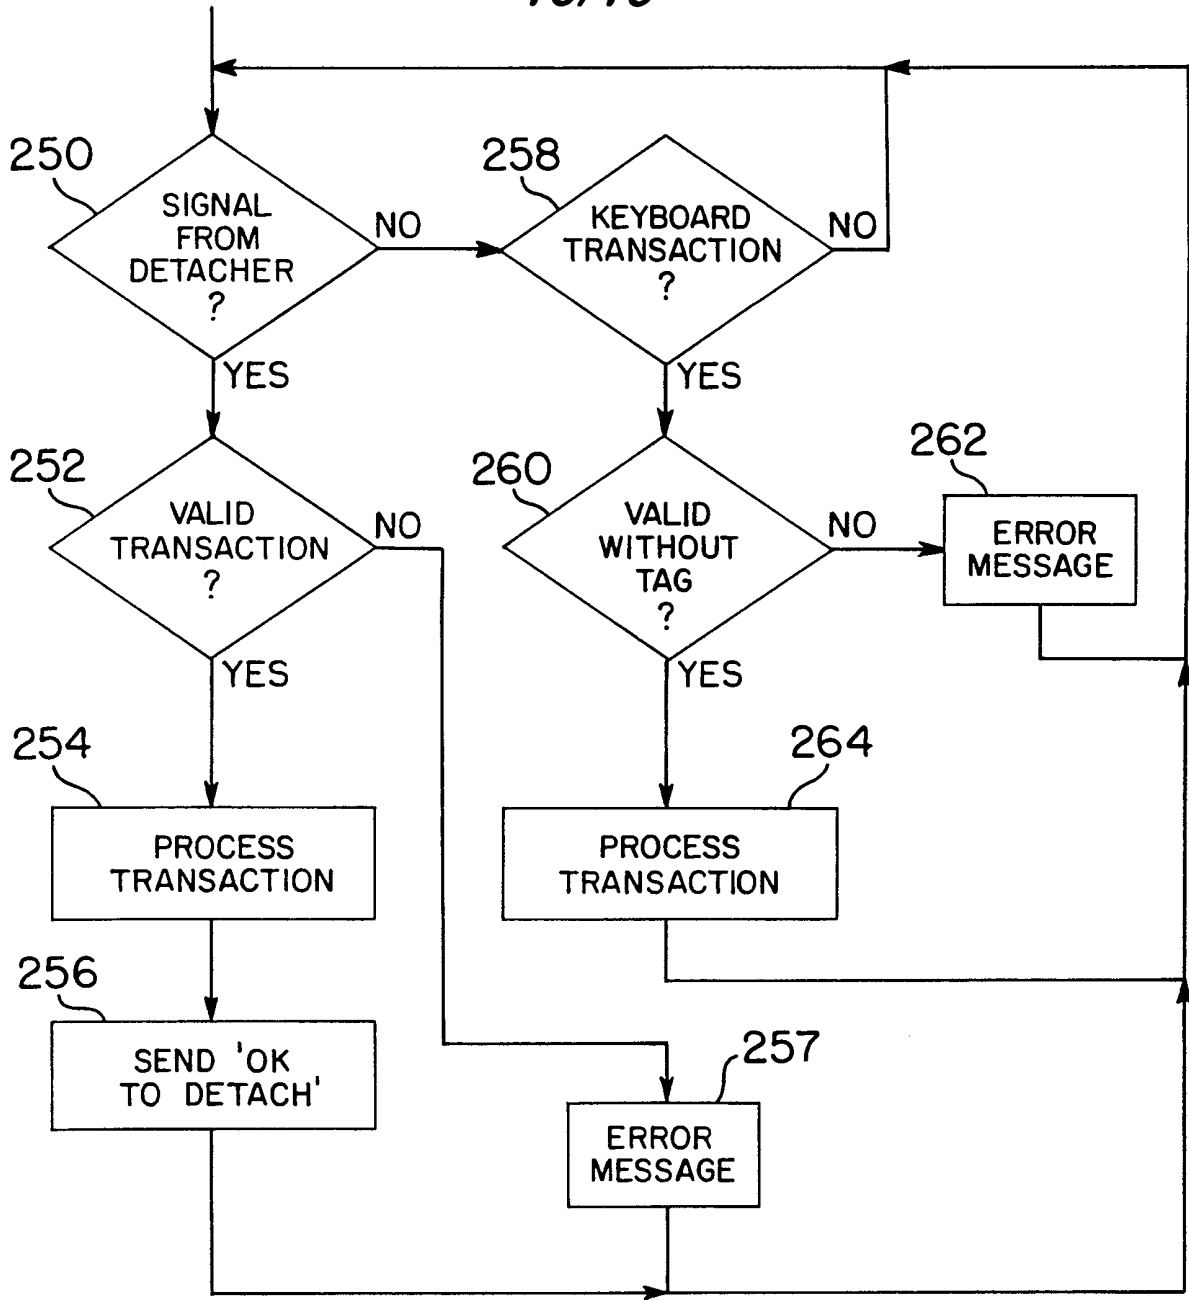 250
SIGNAL
FROM
DETACHER
?
NO
YES
258
KEYBOARD
TRANSACTION
?
NO
YES
252
VALID
TRANSACTION
?
NO
YES
260
VALID
WITHOUT
TAG
?
NO
YES
262
ERROR
MESSAGE
254
PROCESS
TRANSACTION
264
PROCESS
TRANSACTION
256
SEND 'OK
TO DETACH'
257
ERROR
MESSAGE